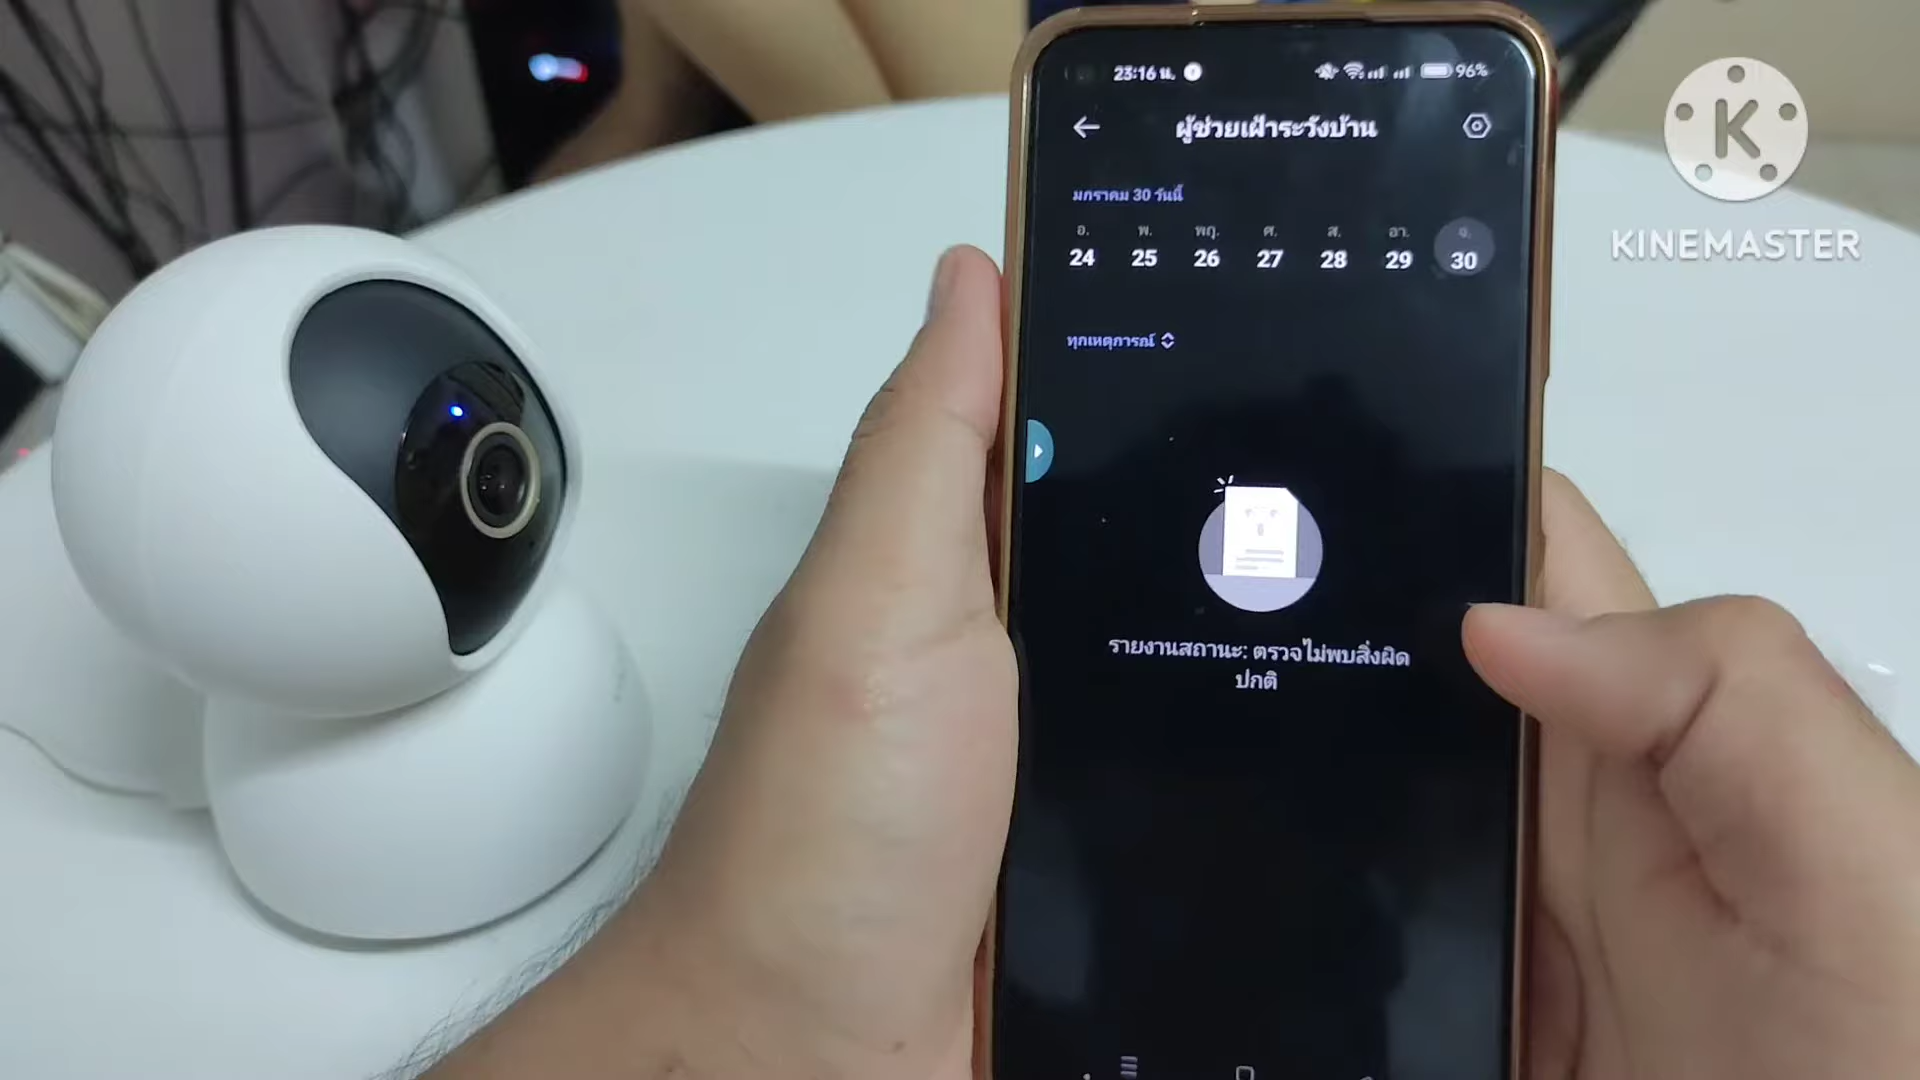 23:16 น.
96%
ผู้ช่วยเฝ้าระวังบ้าน
มกราคม 30 วันนี้
อ. พ. พฤ. ศ. ส. อา. จ.
24 25 26 27 28 29 30
ทุกเหตุการณ์
รายงานสถานะ: ตรวจไม่พบสิ่งผิด
ปกติ
K
KINEMASTER